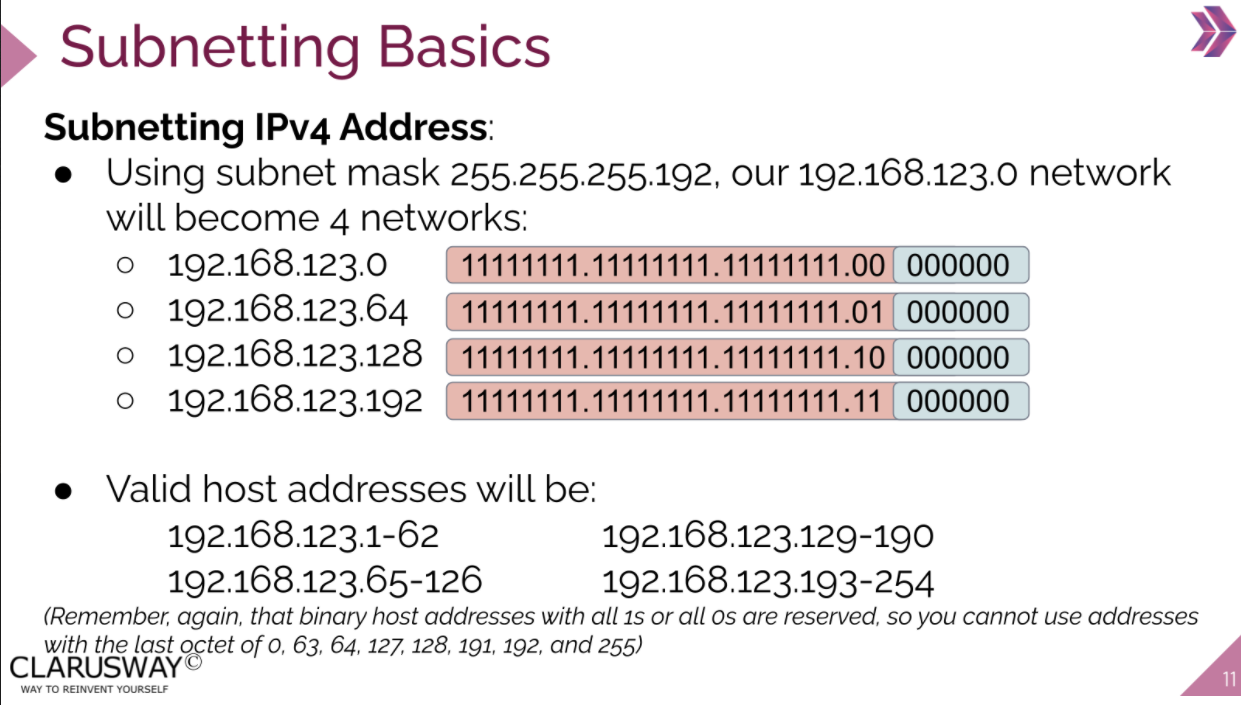 Subnetting Basics
Subnetting IPv4 Address:
● Using subnet mask 255.255.255.192, our 192.168.123.0 network
will become 4 networks:
○ 192.168.123.0 11111111.11111111.11111111.00 000000
○ 192.168.123.64 11111111.11111111.11111111.01 000000
○ 192.168.123.128 11111111.11111111.11111111.10 000000
○ 192.168.123.192 11111111.11111111.11111111.11 000000
● Valid host addresses will be:
192.168.123.1-62 192.168.123.129-190
192.168.123.65-126 192.168.123.193-254
(Remember, again, that binary host addresses with all 1s or all 0s are reserved, so you cannot use addresses
with the last octet of 0, 63, 64, 127, 128, 191, 192, and 255)
CLARUSWAY©
WAY TO REINVENT YOURSELF
11